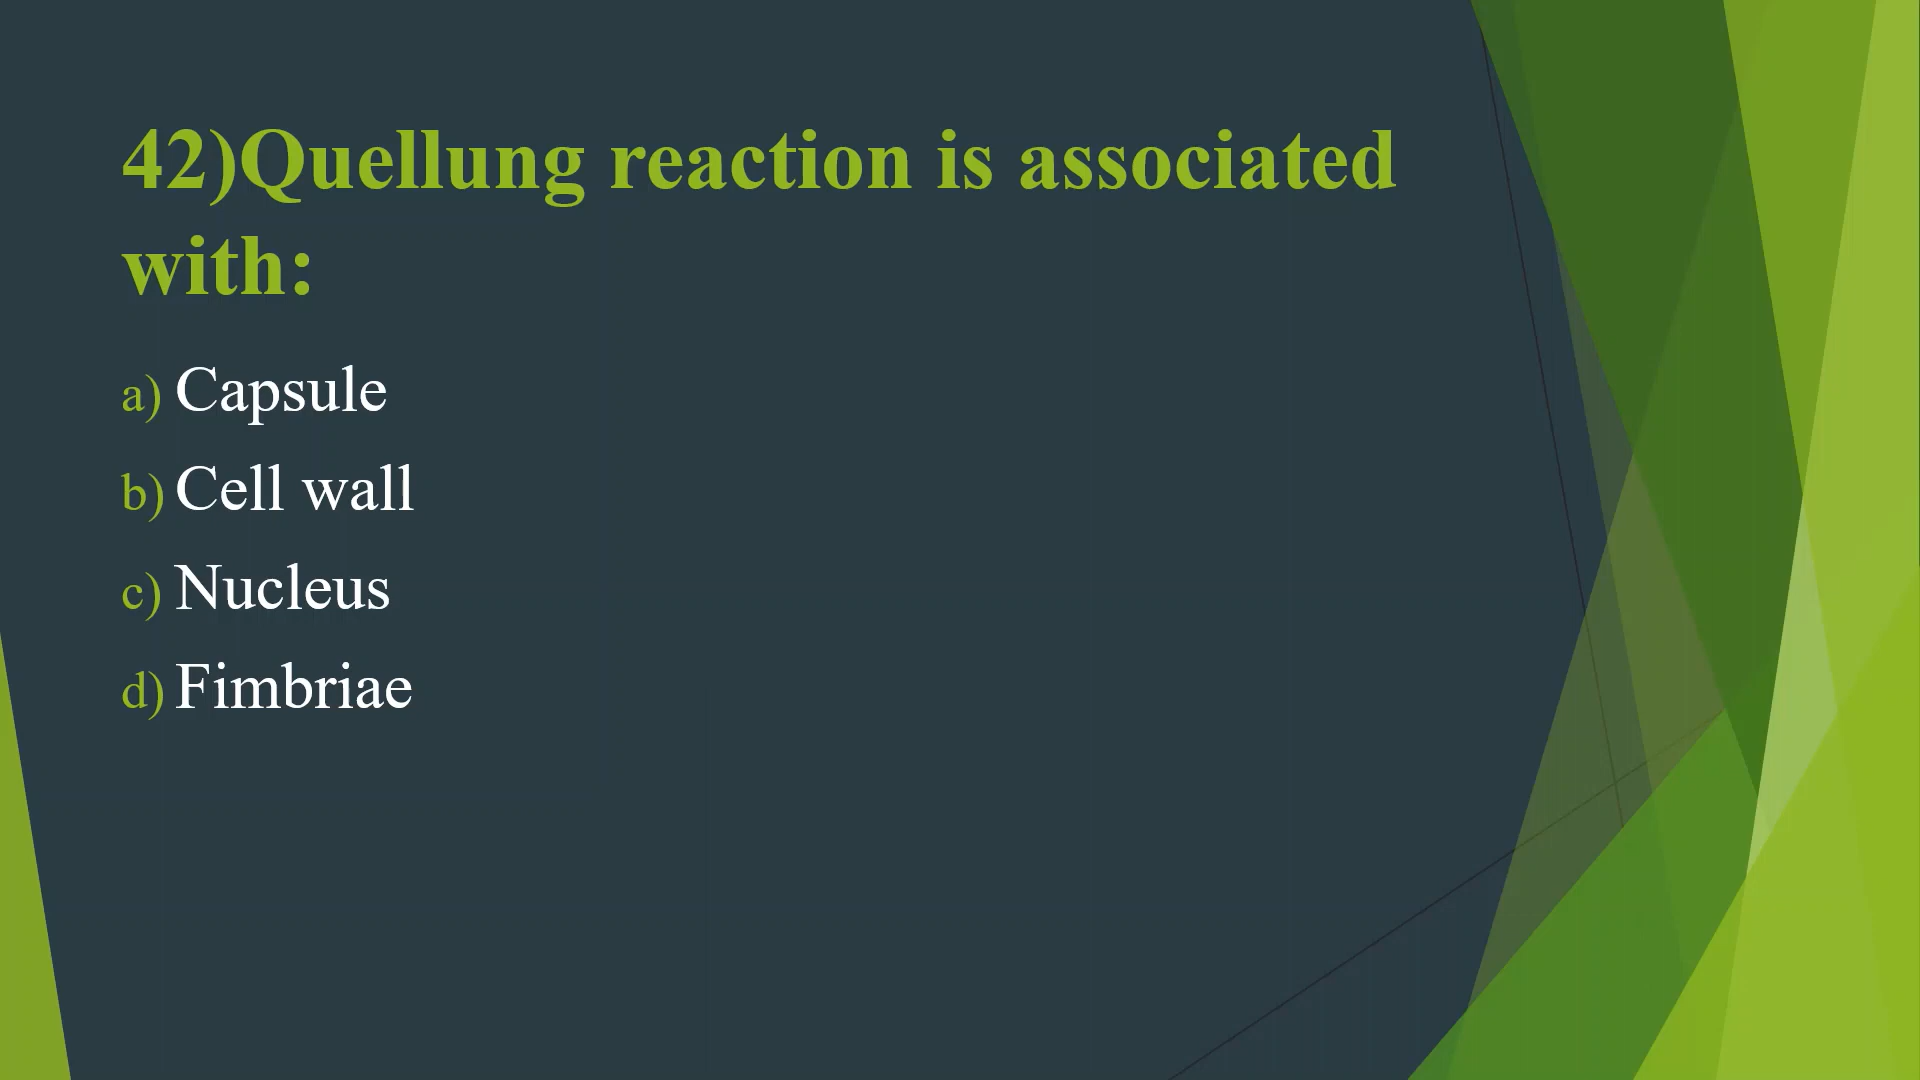 42)Quellung reaction is associated
with:
a) Capsule
b) Cell wall
c) Nucleus
d) Fimbriae